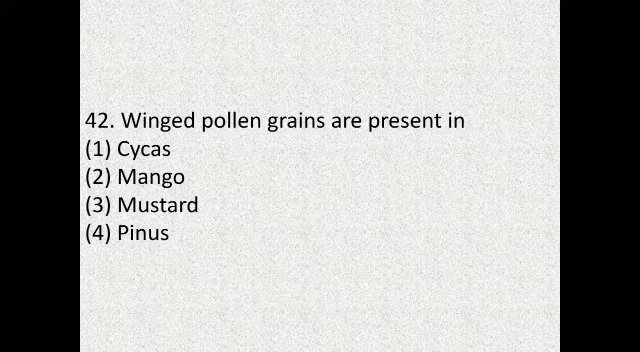 42. Winged pollen grains are present in
(1) Cycas
(2) Mango
(3) Mustard
(4) Pinus